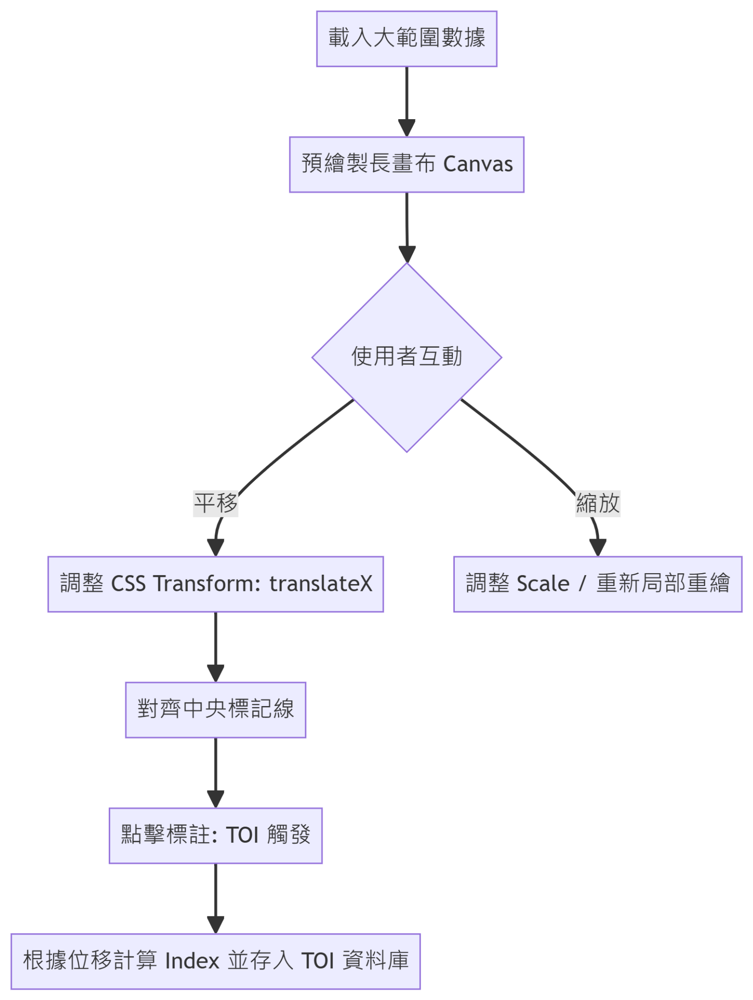 載入大範圍數據
預繪製長畫布 Canvas
使用者互動
平移
縮放
調整 CSS Transform: translateX
調整 Scale / 重新局部重繪
對齊中央標記線
點擊標註: TOI 觸發
根據位移計算 Index 並存入 TOI 資料庫